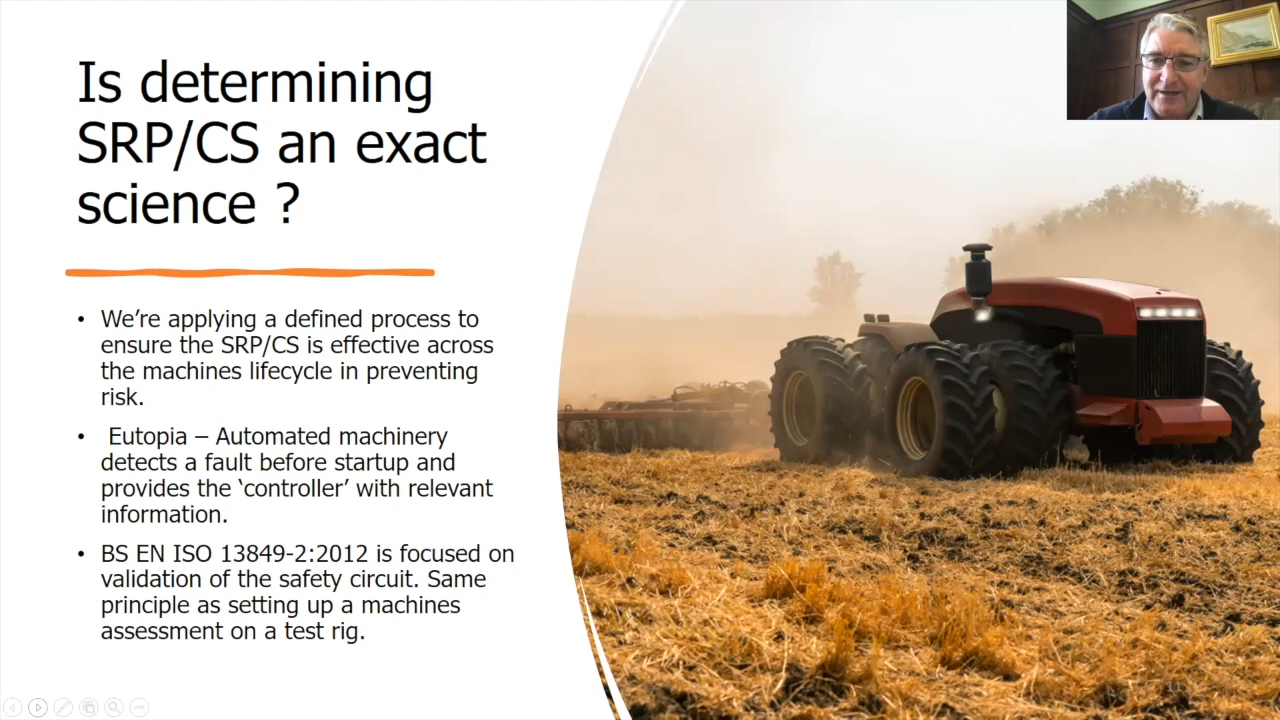 Is determining
SRP/CS an exact
science ?
• We're applying a defined process to
ensure the SRP/CS is effective across
the machines lifecycle in preventing
risk.
• Eutopia – Automated machinery
detects a fault before startup and
provides the 'controller' with relevant
information.
• BS EN ISO 13849-2:2012 is focused on
validation of the safety circuit. Same
principle as setting up a machines
assessment on a test rig.
11